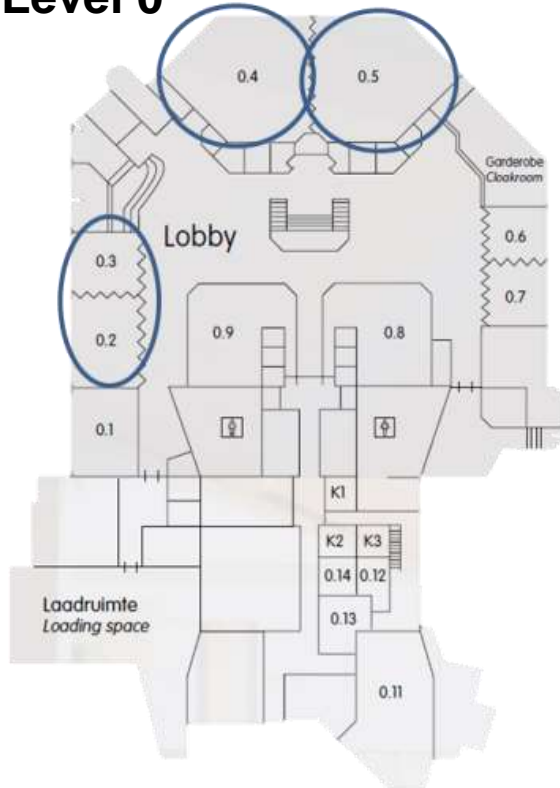 Level 0
0.4
0.5
Garderobe
Cloakroom
Lobby
0.3
0.6
0.2
0.7
0.9
0.8
0.1
K1
K2
K3
0.14
0.12
Laadruimte
Loading space
0.13
0.11